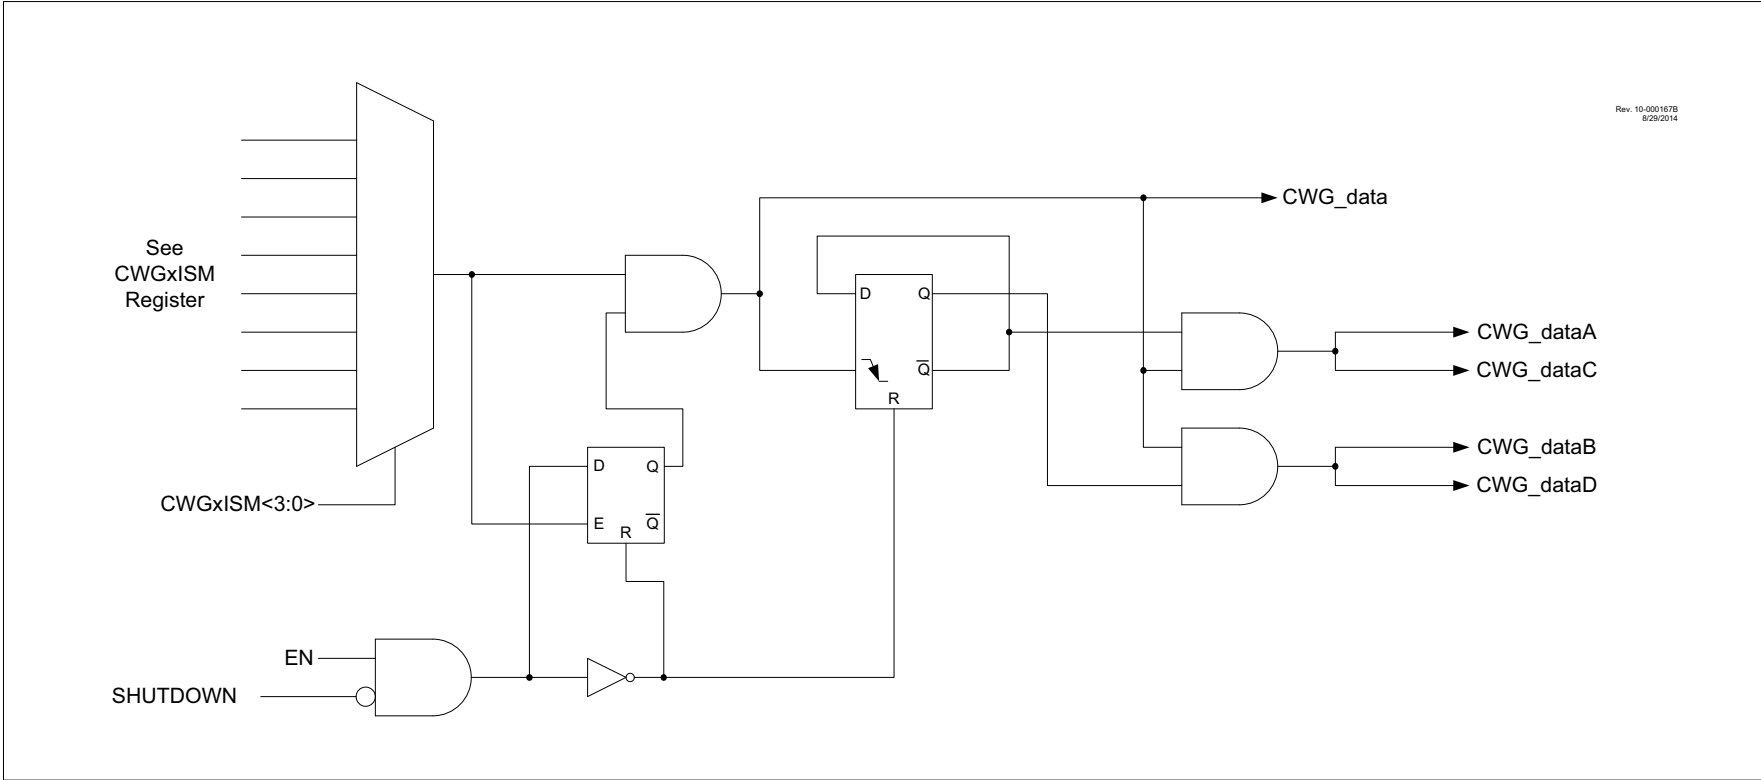 Rev. 10-000167B
8/29/2014
CWG_data
See
CWGxISM
Register
D
Q
Q
R
CWG_dataA
CWG_dataC
CWGxISM<3:0>
D
Q
E
Q
R
CWG_dataB
CWG_dataD
EN
SHUTDOWN